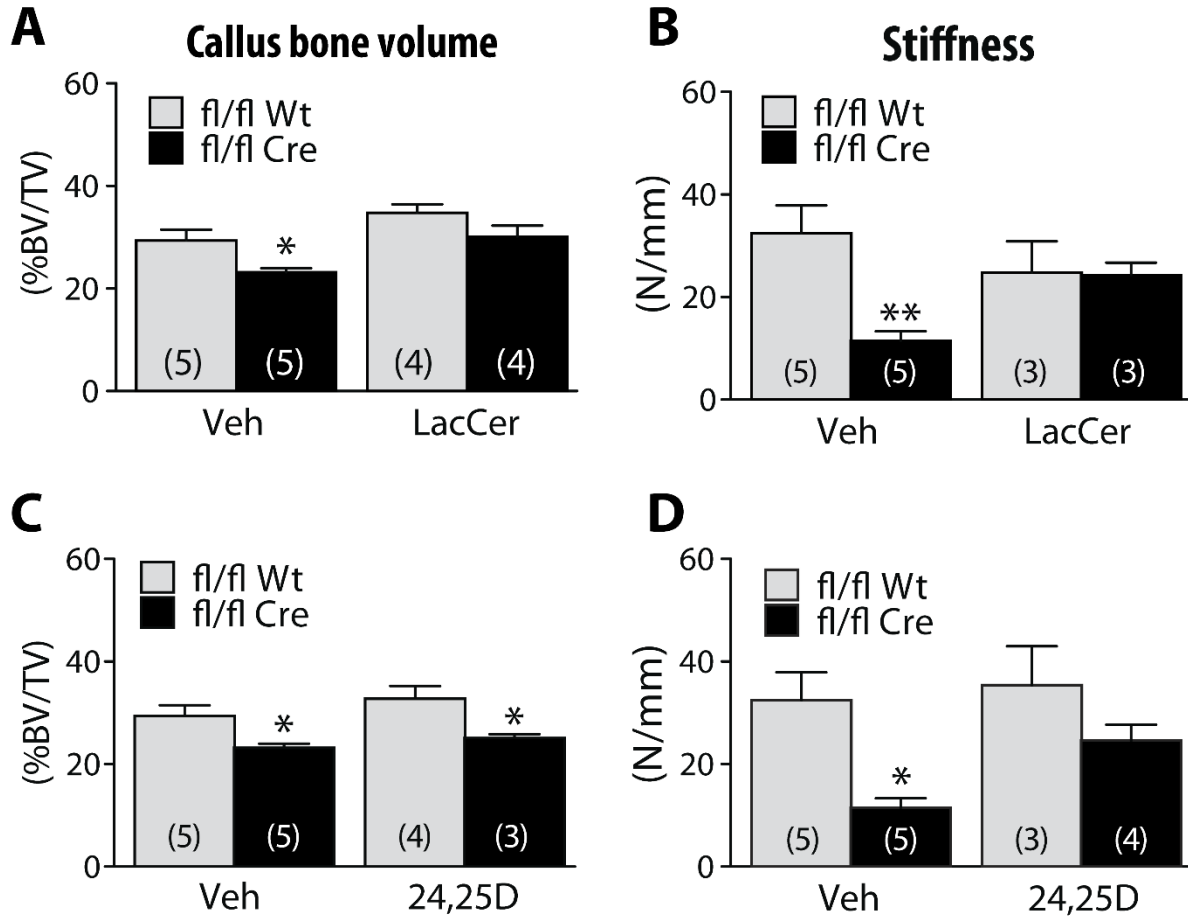 A
Callus bone volume
(%BV/TV)
60
40
20
0
fl/fl Wt
fl/fl Cre
*
(5) (5) (4) (4)
Veh LacCer
B
Stiffness
(N/mm)
60
40
20
0
fl/fl Wt
fl/fl Cre
**
(5) (5) (3) (3)
Veh LacCer
C
(%BV/TV)
60
40
20
0
fl/fl Wt
fl/fl Cre
* *
(5) (5) (4) (3)
Veh 24,25D
D
(N/mm)
60
40
20
0
fl/fl Wt
fl/fl Cre
*
(5) (5) (3) (4)
Veh 24,25D